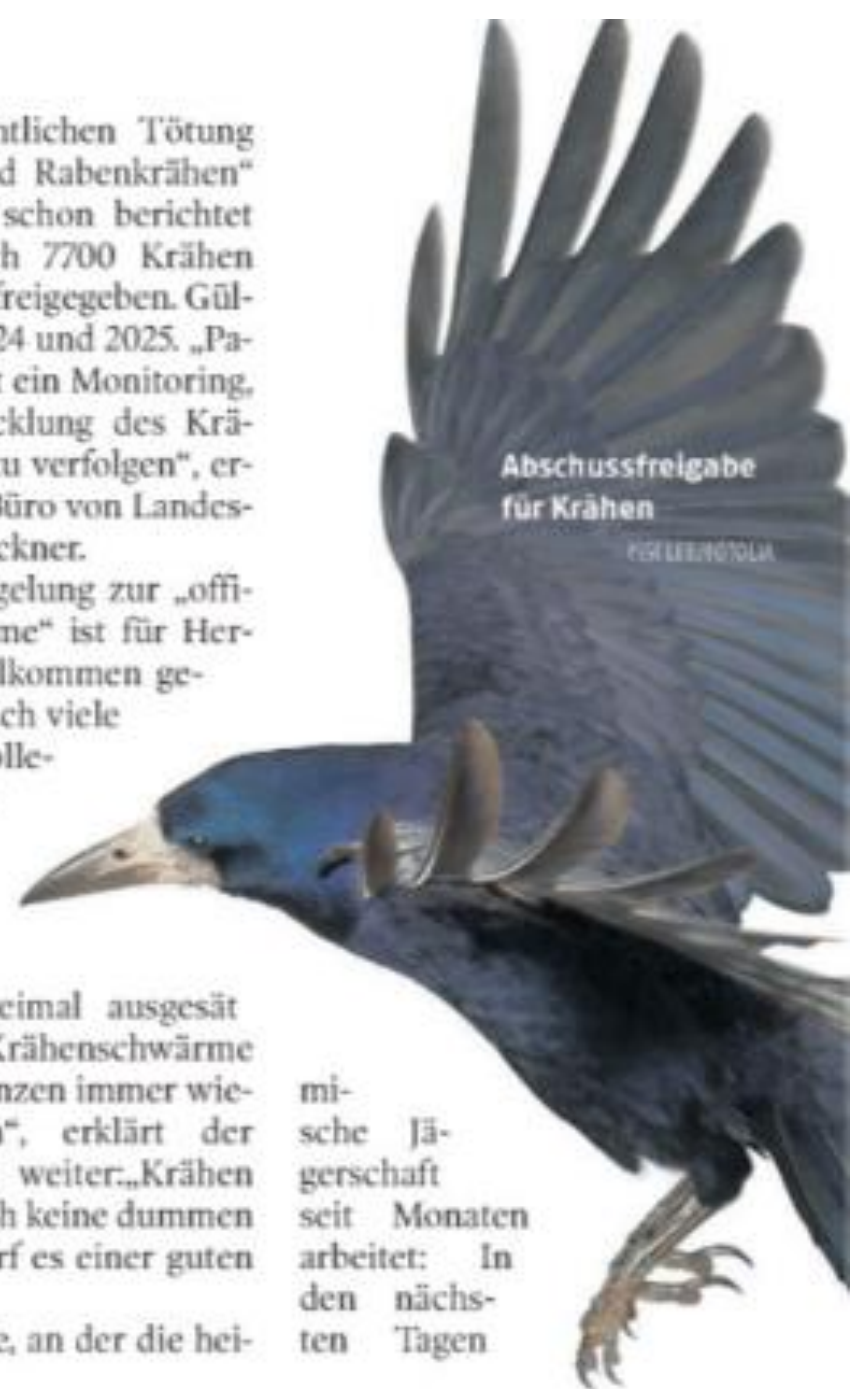 ntlichen Tötung
d Rabenkrähen“
schon berichtet
h 7700 Krähen
freigegeben. Gül-
24 und 2025. „Pa-
t ein Monitoring,
cklung des Krä-
zu verfolgen“, er-
Büro von Landes-
ckner.
gelung zur „offi-
me“ ist für Her-
lkommen ge-
ch viele
olle-
eimal ausgesät
Krähenschwärme
nzen immer wie-
n“, erklärt der
weiter:„Krähen
h keine dummen
rf es einer guten
e, an der die hei-
mi-
sche Jä-
gerschaft
seit Monaten
arbeitet: In
den nächs-
ten Tagen
Abschussfreigabe
für Krähen